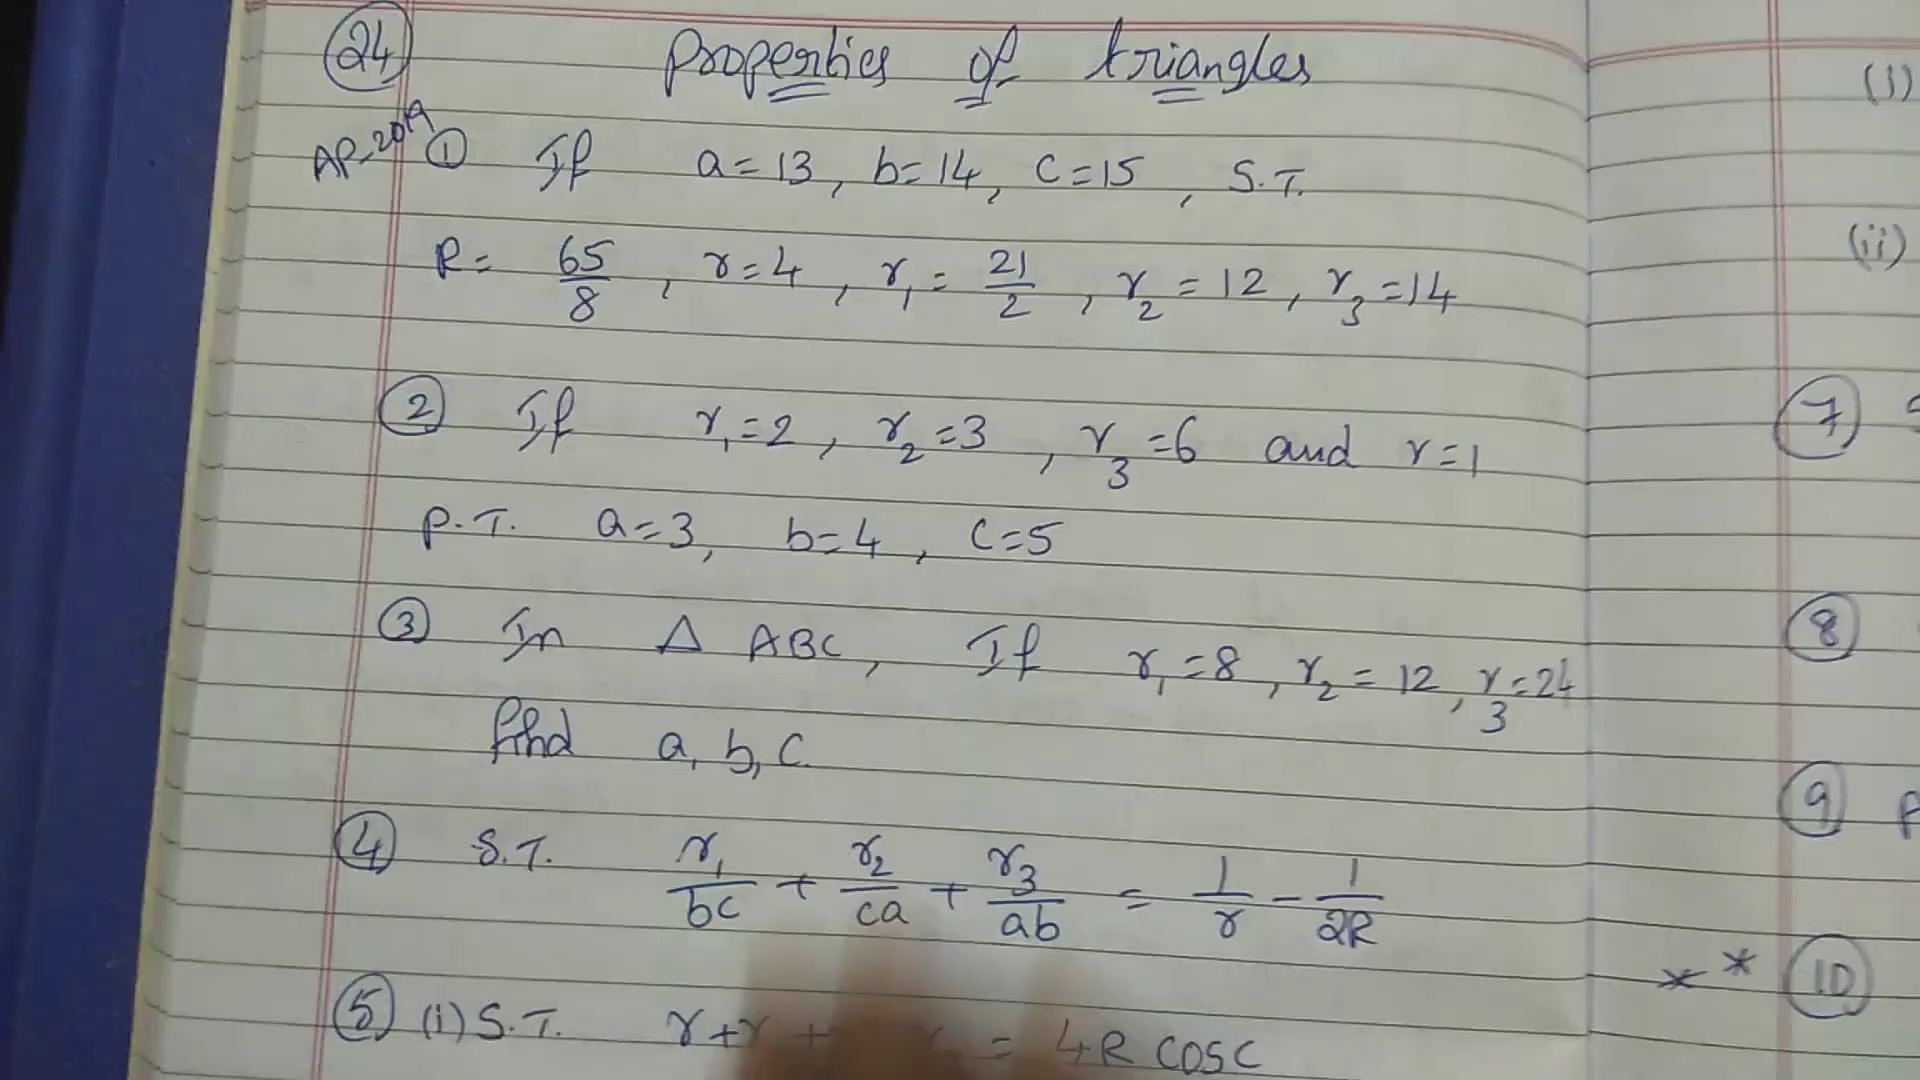 24 Properties of triangles
AP-2019 ① If a=13, b=14, c=15, S.T.
R= 65/8, r=4, r₁= 21/2, r₂=12, r₃=14
② If r₁=2, r₂=3, r₃=6 and r=1
P.T. a=3, b=4, c=5
③ In Δ ABC, If r₁=8, r₂=12, r₃=24
find a, b, c.
④ S.T. r₁/bc + r₂/ca + r₃/ab = 1/r - 1/2R
⑤ (i) S.T. r+r + = 4R cosc
(i)
(ii)
⑦
⑧
⑨
** ⑩